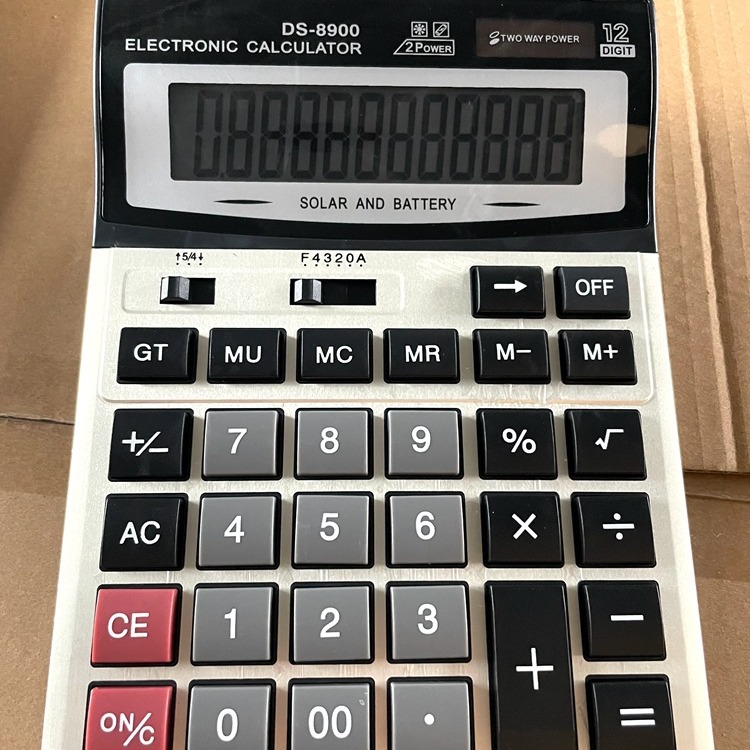 DS-8900
ELECTRONIC CALCULATOR
2 POWER
TWO WAY POWER
12
DIGIT
SOLAR AND BATTERY
↑5/4↓
F4320A
→ OFF
GT MU MC MR M− M+
+/− 7 8 9 % √
AC 4 5 6 × ÷
CE 1 2 3 + −
ON/C 0 00 · =